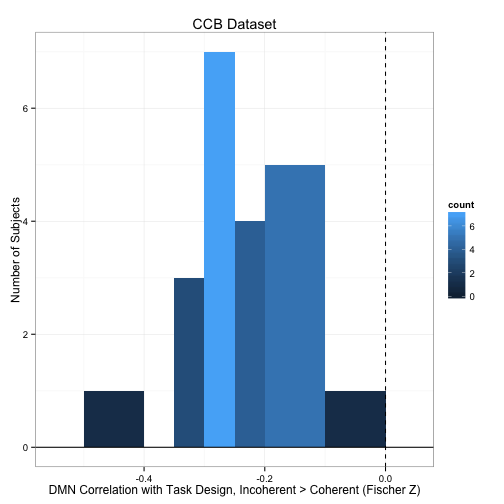 CCB Dataset
Number of Subjects
6
4
2
0
-0.4
-0.2
0.0
DMN Correlation with Task Design, Incoherent > Coherent (Fischer Z)
count
6
4
2
0